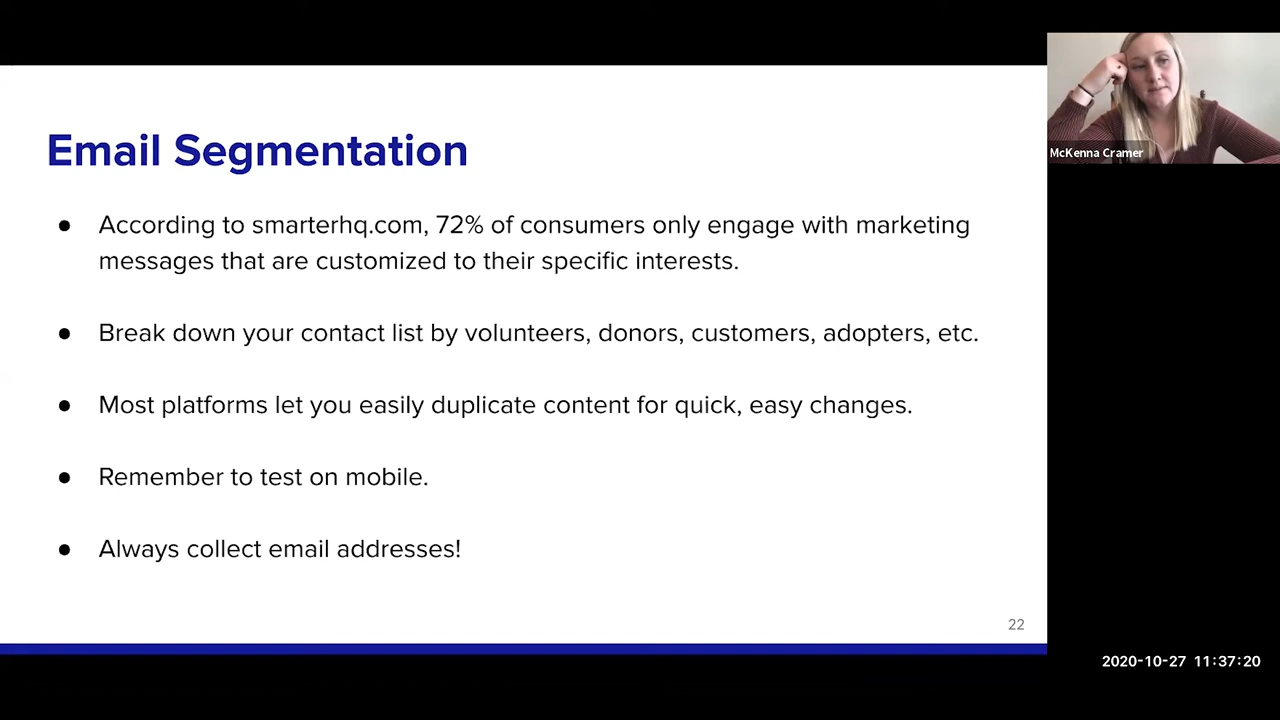 Email Segmentation
● According to smarterhq.com, 72% of consumers only engage with marketing
messages that are customized to their specific interests.
● Break down your contact list by volunteers, donors, customers, adopters, etc.
● Most platforms let you easily duplicate content for quick, easy changes.
● Remember to test on mobile.
● Always collect email addresses!
22
McKenna Cramer
2020-10-27 11:37:20